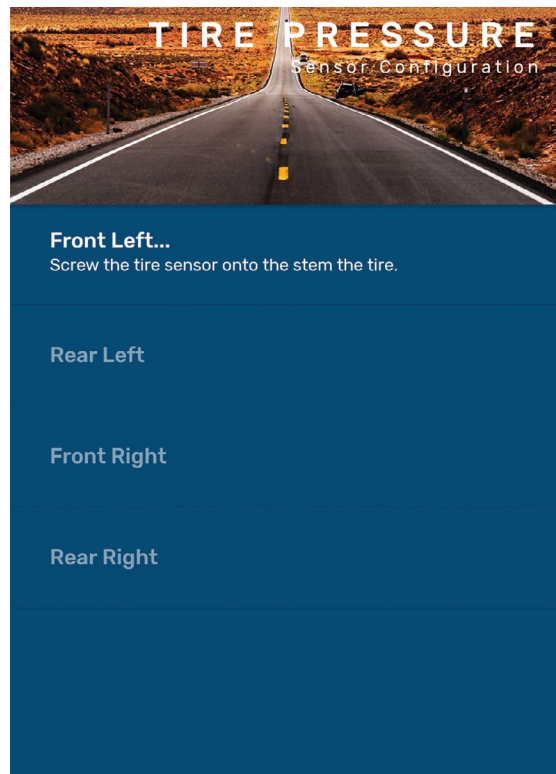 TIRE PRESSURE
Sensor Configuration
Front Left...
Screw the tire sensor onto the stem the tire.
Rear Left
Front Right
Rear Right